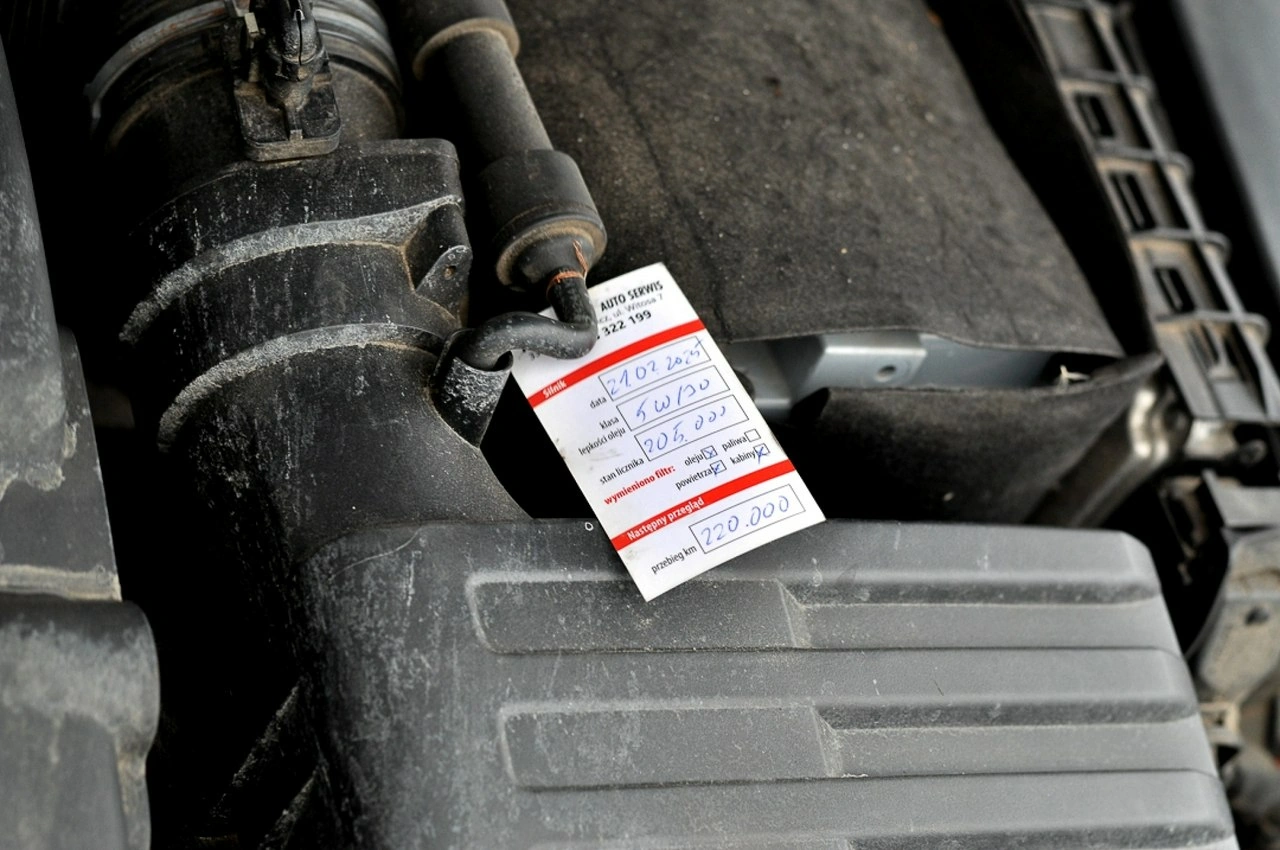 AUTO SERWIS
ul. Witosa 7
322 199
Silnik
data 21 02 2025
klasa lepkości oleju 5W/30
stan licznika 205.000
wymieniono filtr: oleju paliwa
powietrza kabiny
Następny przegląd
przebieg km 220.000